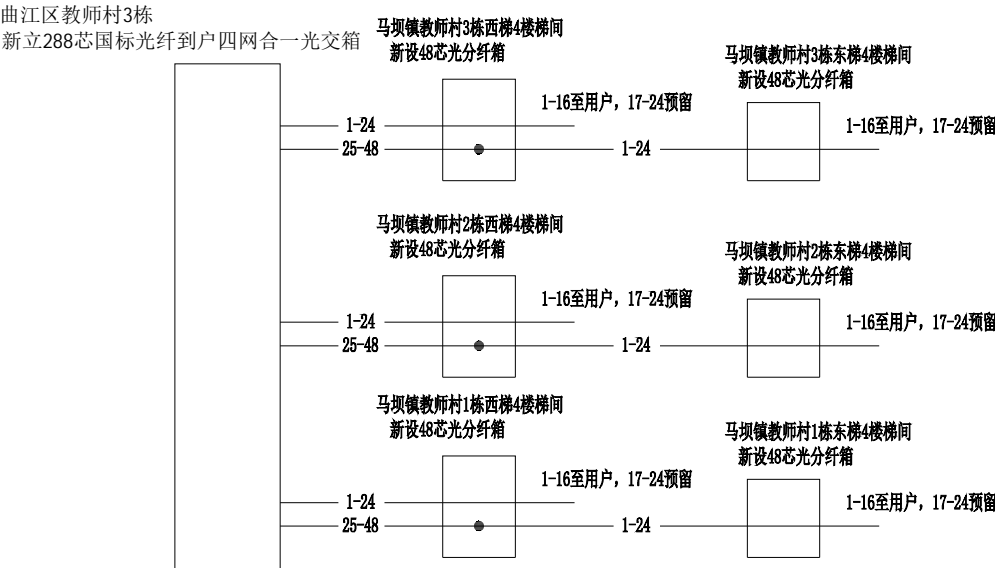 曲江区教师村3栋
新立288芯国标光纤到户四网合一光交箱
马坝镇教师村3栋西梯4楼梯间
新设48芯光分纤箱
马坝镇教师村3栋东梯4楼梯间
新设48芯光分纤箱
1-16至用户，17-24预留
1-16至用户，17-24预留
1-24
25-48
1-24
马坝镇教师村2栋西梯4楼梯间
新设48芯光分纤箱
马坝镇教师村2栋东梯4楼梯间
新设48芯光分纤箱
1-16至用户，17-24预留
1-16至用户，17-24预留
1-24
25-48
1-24
马坝镇教师村1栋西梯4楼梯间
新设48芯光分纤箱
马坝镇教师村1栋东梯4楼梯间
新设48芯光分纤箱
1-16至用户，17-24预留
1-16至用户，17-24预留
1-24
25-48
1-24